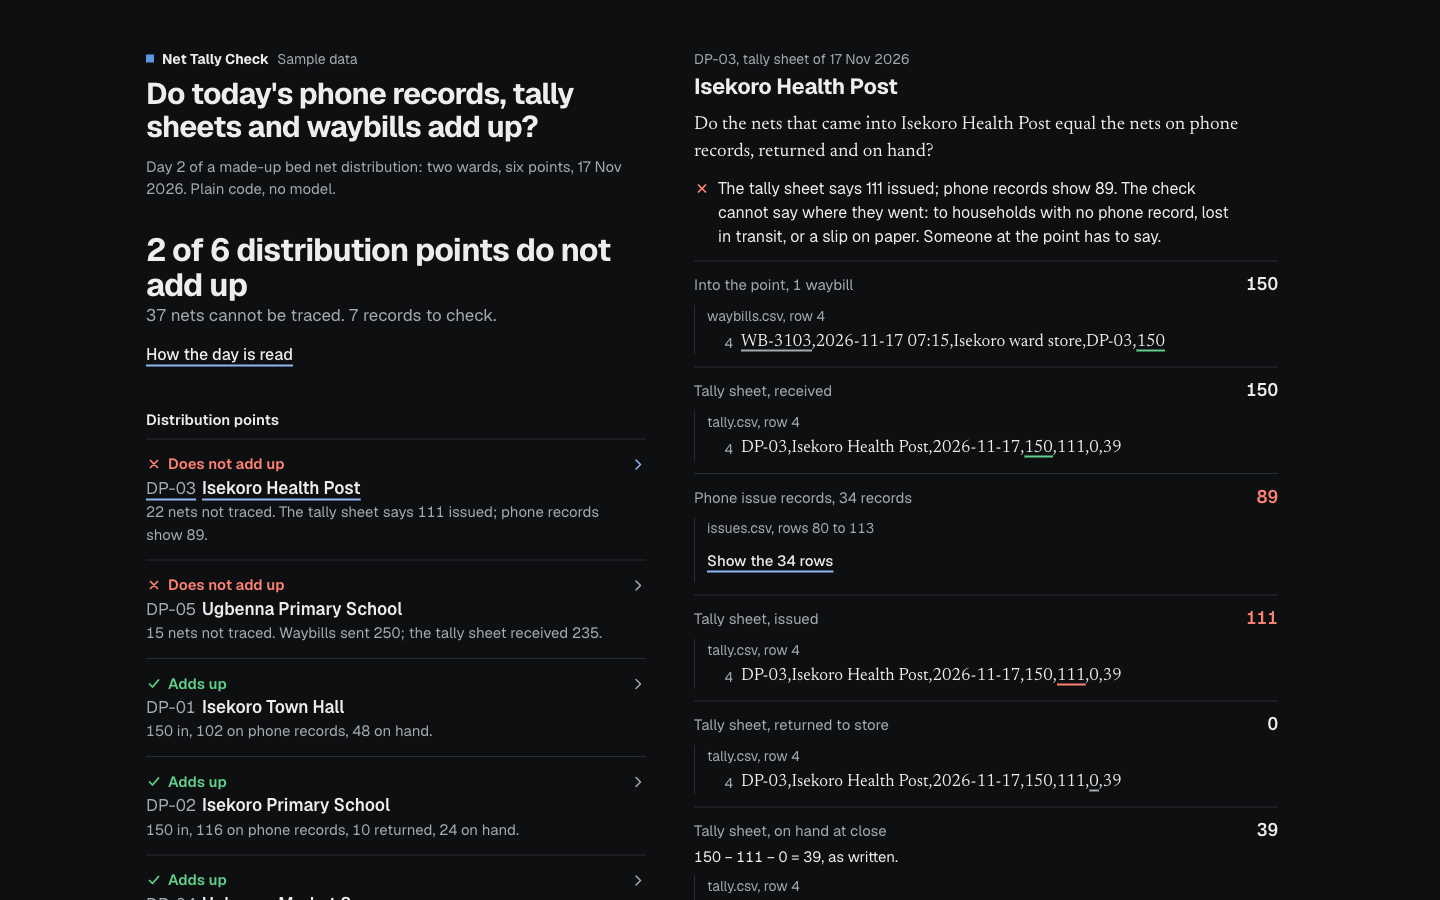 Net Tally Check Sample data
Do today's phone records, tally
sheets and waybills add up?
Day 2 of a made-up bed net distribution: two wards, six points, 17 Nov
2026. Plain code, no model.
2 of 6 distribution points do not
add up
37 nets cannot be traced. 7 records to check.
How the day is read
Distribution points
Does not add up
DP-03 Isekoro Health Post
22 nets not traced. The tally sheet says 111 issued; phone records
show 89.
Does not add up
DP-05 Ugbenna Primary School
15 nets not traced. Waybills sent 250; the tally sheet received 235.
Adds up
DP-01 Isekoro Town Hall
150 in, 102 on phone records, 48 on hand.
Adds up
DP-02 Isekoro Primary School
150 in, 116 on phone records, 10 returned, 24 on hand.
Adds up
DP-03, tally sheet of 17 Nov 2026
Isekoro Health Post
Do the nets that came into Isekoro Health Post equal the nets on phone
records, returned and on hand?
The tally sheet says 111 issued; phone records show 89. The check
cannot say where they went: to households with no phone record, lost
in transit, or a slip on paper. Someone at the point has to say.
Into the point, 1 waybill 150
waybills.csv, row 4
4 WB-3103,2026-11-17 07:15,Isekoro ward store,DP-03,150
Tally sheet, received 150
tally.csv, row 4
4 DP-03,Isekoro Health Post,2026-11-17,150,111,0,39
Phone issue records, 34 records 89
issues.csv, rows 80 to 113
Show the 34 rows
Tally sheet, issued 111
tally.csv, row 4
4 DP-03,Isekoro Health Post,2026-11-17,150,111,0,39
Tally sheet, returned to store 0
tally.csv, row 4
4 DP-03,Isekoro Health Post,2026-11-17,150,111,0,39
Tally sheet, on hand at close 39
150 – 111 – 0 = 39, as written.
tally.csv, row 4